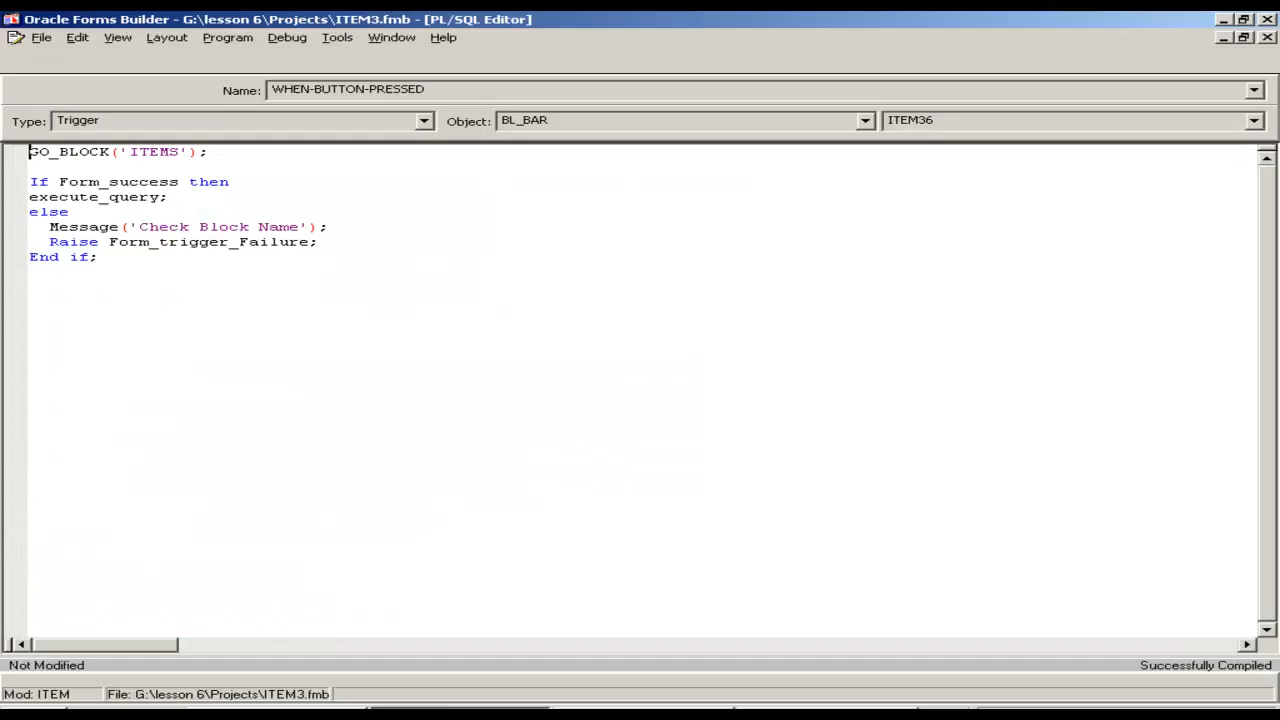 Oracle Forms Builder - G:\lesson 6\Projects\ITEM3.fmb - [PL/SQL Editor]
File Edit View Layout Program Debug Tools Window Help
Name: WHEN-BUTTON-PRESSED
Type: Trigger Object: BL_BAR ITEM36
GO_BLOCK('ITEMS');
If Form_success then
execute_query;
else
Message('Check Block Name');
Raise Form_trigger_Failure;
End if;
Not Modified Successfully Compiled
Mod: ITEM File: G:\lesson 6\Projects\ITEM3.fmb